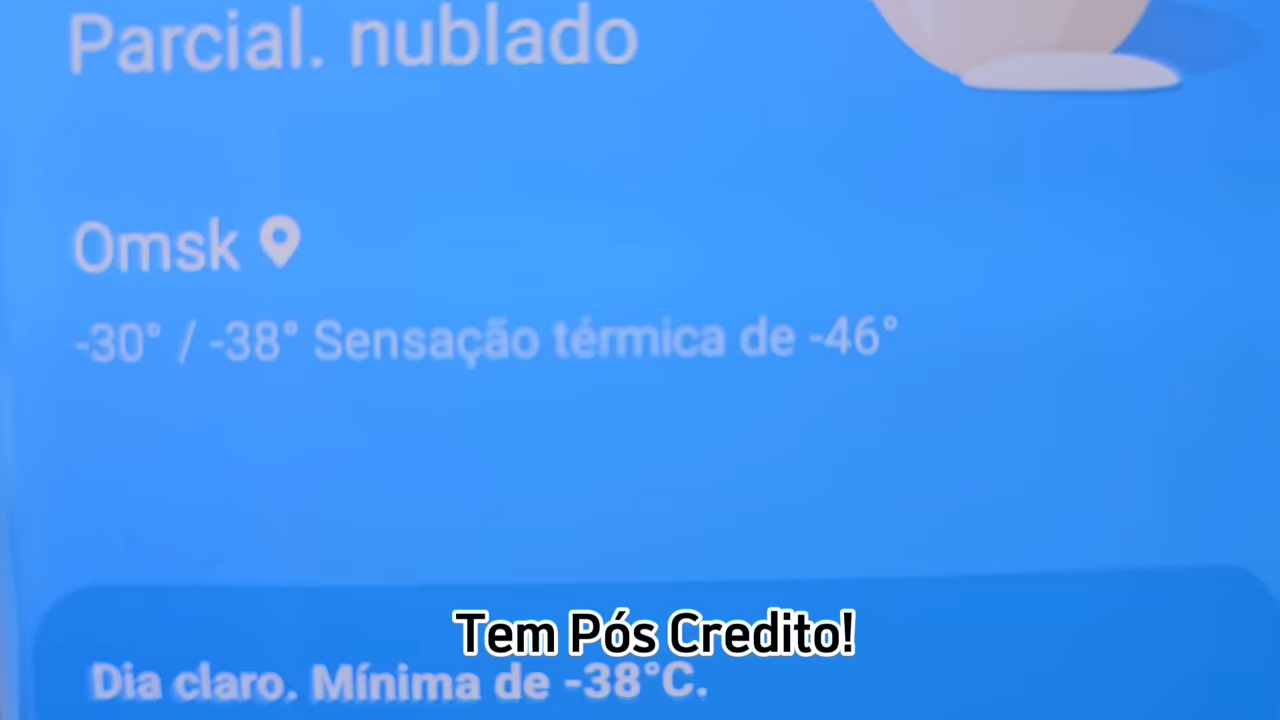 Parcial. nublado
Omsk
-30° / -38° Sensação térmica de -46°
Tem Pós Credito!
Dia claro. Mínima de -38°C.